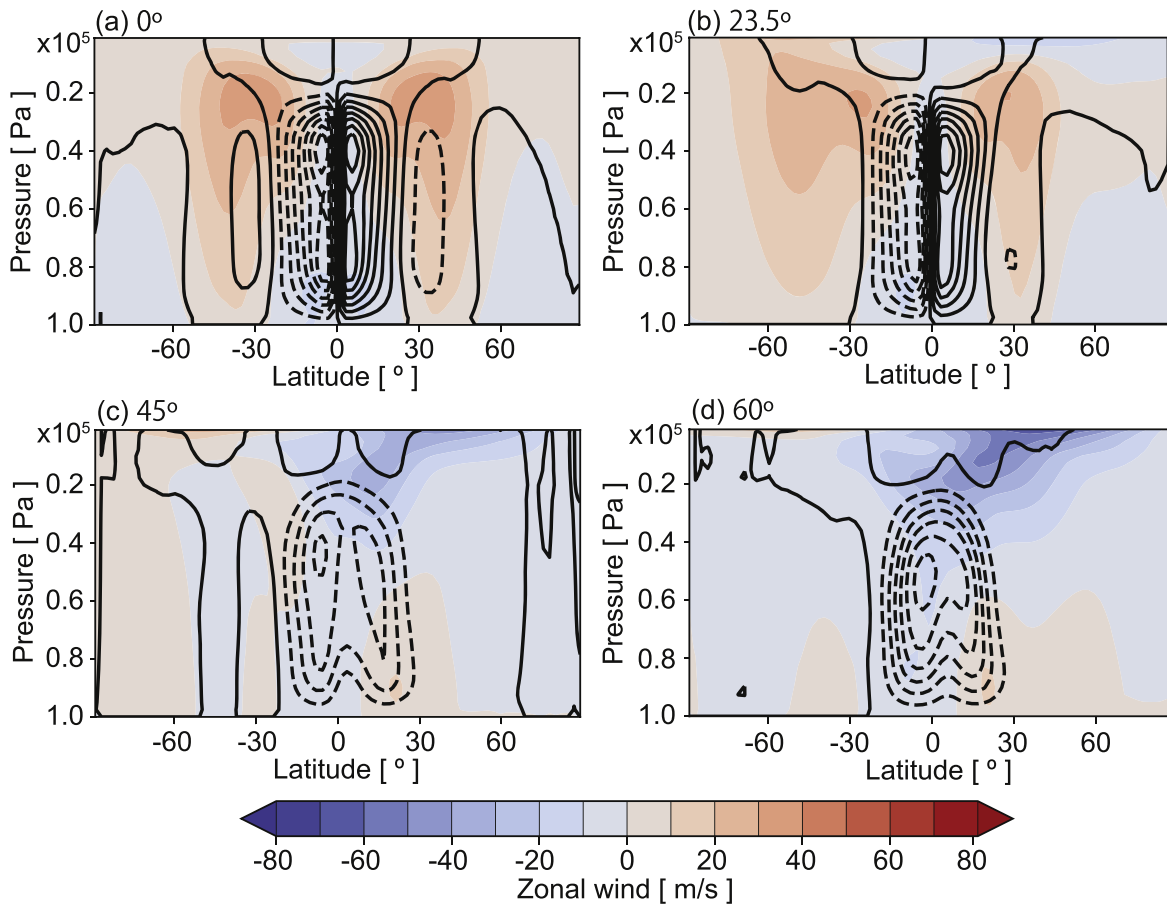 (a) 0º
(b) 23.5º
x10⁵
0.2
0.4
0.6
0.8
1.0
Pressure [ Pa ]
-60 -30 0 30 60
Latitude [ º ]
x10⁵
0.2
0.4
0.6
0.8
1.0
Pressure [ Pa ]
-60 -30 0 30 60
Latitude [ º ]
(c) 45º
(d) 60º
x10⁵
0.2
0.4
0.6
0.8
1.0
Pressure [ Pa ]
-60 -30 0 30 60
Latitude [ º ]
x10⁵
0.2
0.4
0.6
0.8
1.0
Pressure [ Pa ]
-60 -30 0 30 60
Latitude [ º ]
-80 -60 -40 -20 0 20 40 60 80
Zonal wind [ m/s ]